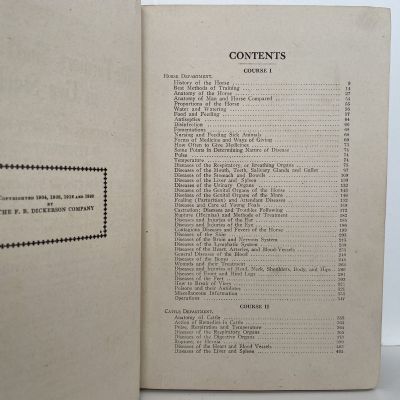 COPYRIGHTED 1904, 1909, 1916 and
BY
THE F. B. DICKERSON COMPANY
CONTENTS
COURSE I
HORSE DEPARTMENT.
History of the Horse
Best Methods of Training
Anatomy of the Horse
Anatomy of Man and Horse Compared
Proportions of the Horse
Water and Watering
Food and Feeding
Antiseptics
Disinfection
Fomentations
Nursing and Feeding Sick Animals
Forms of Medicine and Ways of Giving
How Often to Give Medicines
Some Points in Determining Nature of Disease
Pulse
Temperature
Diseases of the Respiratory, or Breathing Organs
Diseases of the Mouth, Teeth, Salivary Glands and Gullet
Diseases of the Stomach and Bowels
Diseases of the Liver and Spleen
Diseases of the Urinary Organs
Diseases of the Genital Organs of the Horse
Diseases of the Genital Organs of the Mare
Foaling (Parturition) and Attendant Diseases
Diseases and Care of Young Foals
Castration; Diseases and Troubles Following
Rupture (Hernias) and Methods of Treatment
Diseases and Injuries of the Ear
Diseases and Injuries of the Eye
Contagious Diseases and Fevers of the Horse
Diseases of the Skin
Diseases of the Brain and Nervous System
Diseases of the Lymphatic System
Diseases of the Heart, Arteries, and Blood-Vessels
General Diseases of the Blood
Diseases of the Bones
Wounds and their Treatment
Diseases and Injuries of Head, Neck, Shoulders, Body, and Hips
Diseases of Front and Hind Legs
Diseases of the Feet
How to Break of Vices
Poisons and their Antidotes
Miscellaneous Information
Operations
COURSE II
CATTLE DEPARTMENT.
Anatomy of Cattle
Action of Remedies in Cattle
Pulse, Respiration and Temperature
Diseases of the Respiratory Organs
Diseases of the Digestive Organs
Rupture or Hernia
Diseases of the Heart and Blood Vessels
Diseases of the Liver and Spleen